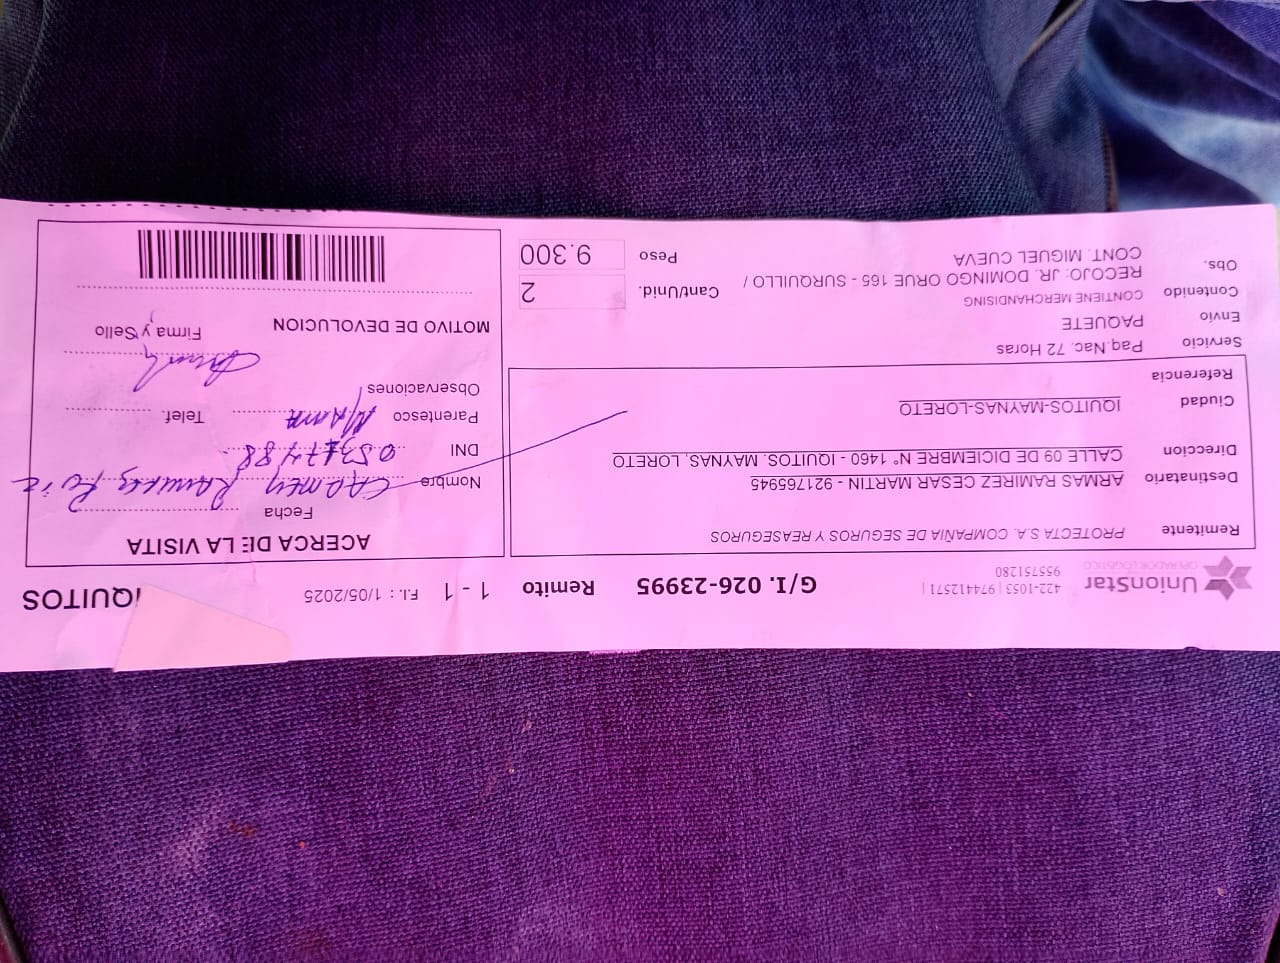 UnionStar
OPERADOR LOGISTICO
422-1053 | 974412571 |
955751280
G/I. 026-23995
Remito 1 - 1 F.I. : 1/05/2025 IQUITOS
Remitente PROTECTA S.A. COMPAÑIA DE SEGUROS Y REASEGUROS
Destinatario ARMAS RAMIREZ CESAR MARTIN - 921765945
Direccion CALLE 09 DE DICIEMBRE N° 1460 - IQUITOS. MAYNAS, LORETO
Ciudad IQUITOS-MAYNAS-LORETO
Referencia
Servicio Paq.Nac. 72 Horas
Envio PAQUETE
Contenido CONTIENE MERCHANDISING
Obs. RECOJO: JR. DOMINGO ORUE 165 - SURQUILLO /
CONT. MIGUEL CUEVA
Cant/Unid. 2
Peso 9.300
ACERCA DE LA VISITA
Fecha
Nombre CARMEN Ramirez
DNI
Parentesco MAMA Telef.
Observaciones
MOTIVO DE DEVOLUCION Firma y Sello